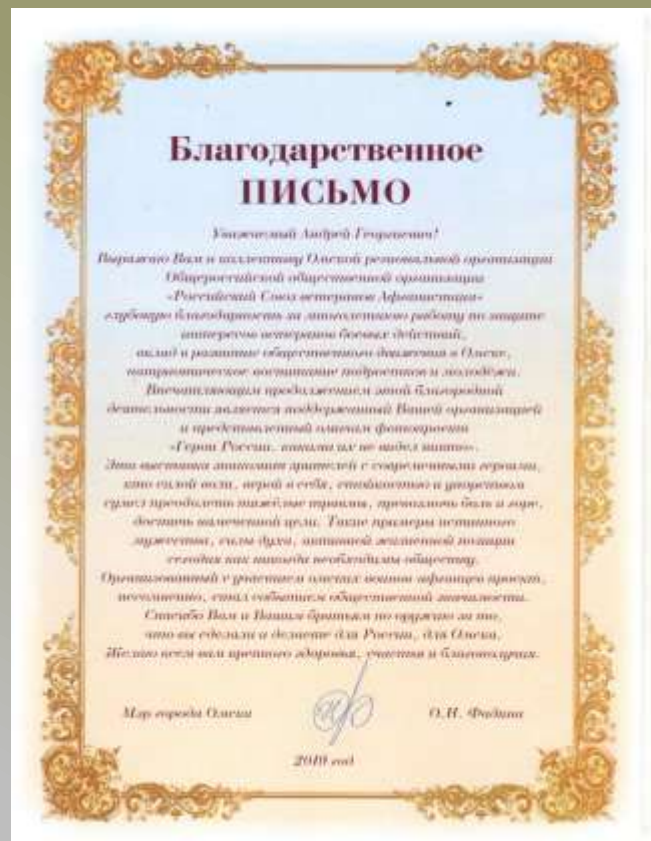 Благодарственное
ПИСЬМО
Уважаемый Андрей Георгиевич!
Выражаю Вам и коллективу Омской региональной организации
Общероссийской общественной организации
«Российский Союз ветеранов Афганистана»
глубокую благодарность за многолетнюю работу по защите
интересов ветеранов боевых действий,
вклад в развитие общественного движения в Омске,
патриотическое воспитание подростков и молодежи.
Впечатляющим продолжением этой благородной
деятельности является поддержанный Вашей организацией
и представленный омичам фотопроект
«Герои России, какими их не видел никто».
Эта выставка знакомит зрителей с современными героями,
кто силой воли, верой в себя, стойкостью и упорством
сумел преодолеть тяжёлые травмы, превозмочь боль и горе,
достичь намеченной цели. Такие примеры истинного
мужества, силы духа, активной жизненной позиции
сегодня как никогда необходимы обществу.
Организованный с участием омских воинов-афганцев проект,
несомненно, стал событием общественной значимости.
Спасибо Вам и Вашим братьям по оружию за то,
что вы сделали и делаете для России, для Омска.
Желаю всем вам крепкого здоровья, счастья и благополучия.
Мэр города Омска О.Н. Фадина
2019 год